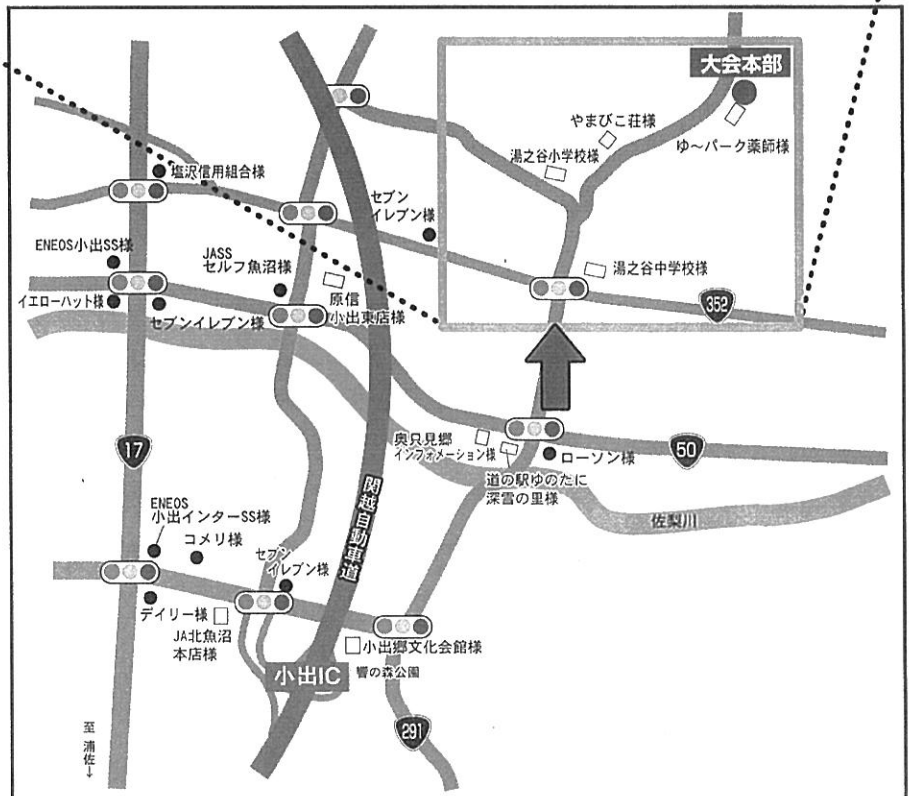 大会本部
やまびこ荘様
ゆ～パーク薬師様
湯之谷小学校様
塩沢信用組合様
セブン
イレブン様
ENEOS小出SS様
JASS
セルフ魚沼様
湯之谷中学校様
イエローハット様
セブンイレブン様
原信
小出東店様
352
17
奥只見郷
インフォメーション様
ローソン様
50
道の駅ゆのたに
深雪の里様
関越自動車道
佐梨川
ENEOS
小出インターSS様
コメリ様
セブン
イレブン様
デイリー様
JA北魚沼
本店様
小出郷文化会館様
小出IC
響の森公園
291
至 浦佐→